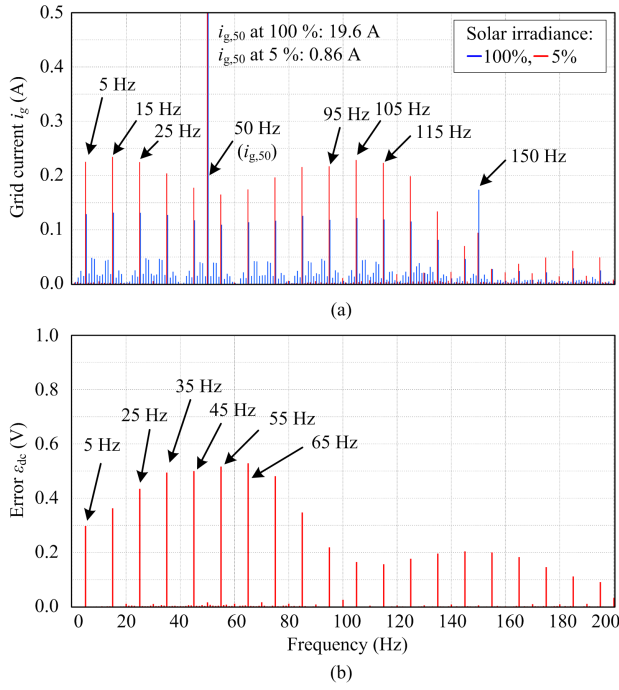 0.5
0.4
0.3
0.2
0.1
0.0
Grid current i_g (A)
i_g,50 at 100 %: 19.6 A
i_g,50 at 5 %: 0.86 A
Solar irradiance:
100%, 5%
5 Hz
15 Hz
25 Hz
50 Hz
(i_g,50)
95 Hz
105 Hz
115 Hz
150 Hz
(a)
1.0
0.8
0.6
0.4
0.2
0.0
Error ε_dc (V)
5 Hz
25 Hz
35 Hz
45 Hz
55 Hz
65 Hz
0 20 40 60 80 100 120 140 160 180 200
Frequency (Hz)
(b)